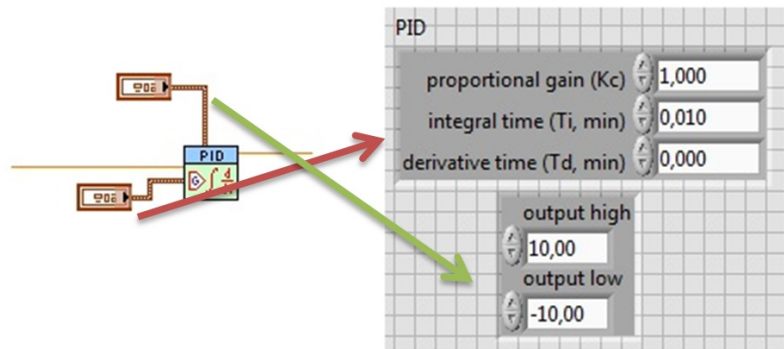 PID
PID
proportional gain (Kc) 1,000
integral time (Ti, min) 0,010
derivative time (Td, min) 0,000
output high
10,00
output low
-10,00